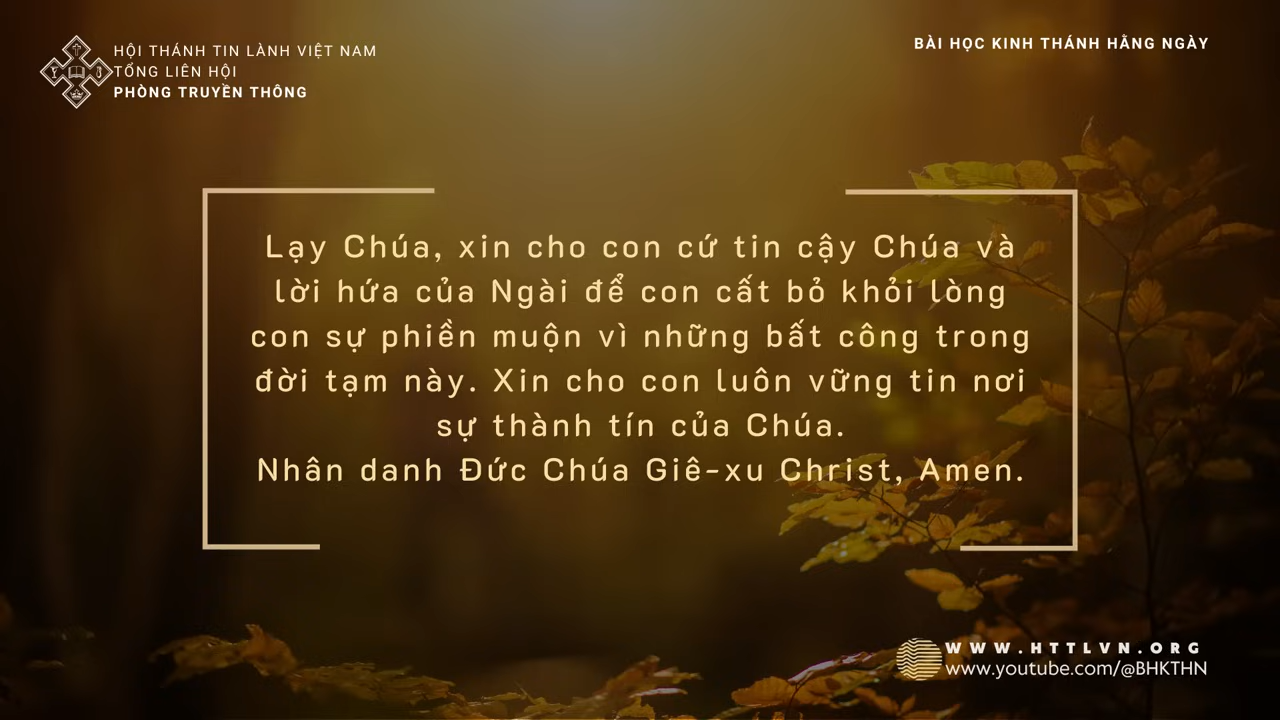 HỘI THÁNH TIN LÀNH VIỆT NAM
TỔNG LIÊN HỘI
PHÒNG TRUYỀN THÔNG
BÀI HỌC KINH THÁNH HẰNG NGÀY
Lạy Chúa, xin cho con cứ tin cậy Chúa và
lời hứa của Ngài để con cất bỏ khỏi lòng
con sự phiền muộn vì những bất công trong
đời tạm này. Xin cho con luôn vững tin nơi
sự thành tín của Chúa.
Nhân danh Đức Chúa Giê-xu Christ, Amen.
WWW.HTTLVN.ORG
www.youtube.com/@BHKTHN